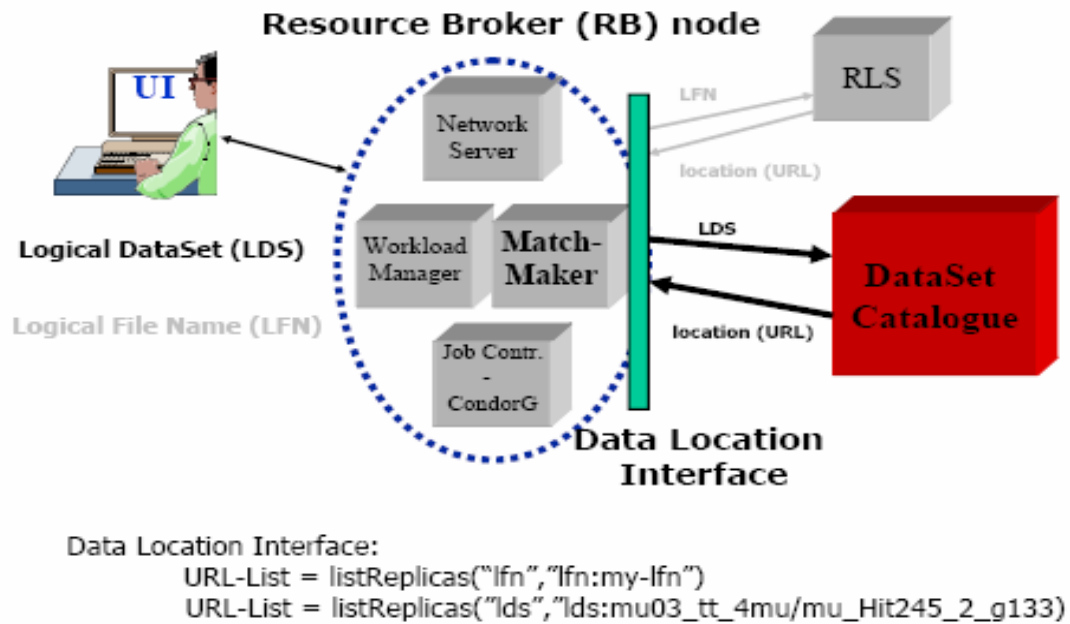 Resource Broker (RB) node
UI
Network
Server
LFN
RLS
location (URL)
Logical DataSet (LDS)
Workload
Manager
Match-
Maker
LDS
DataSet
Catalogue
Logical File Name (LFN)
location (URL)
Job Contr.
-
CondorG
Data Location
Interface
Data Location Interface:
URL-List = listReplicas("lfn","lfn:my-lfn")
URL-List = listReplicas("lds","lds:mu03_tt_4mu/mu_Hit245_2_g133)